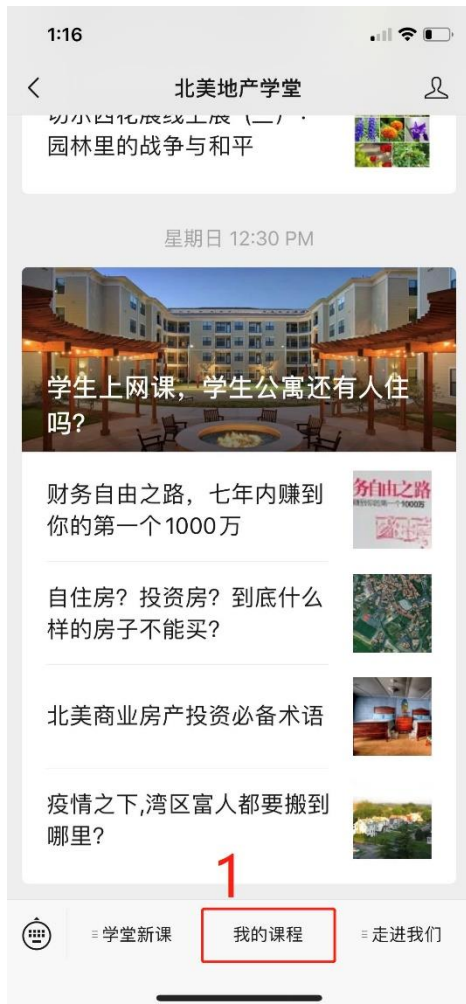 1:16
北美地产学堂
园林里的战争与和平
星期日 12:30 PM
学生上网课，学生公寓还有人住
吗？
财务自由之路，七年内赚到
你的第一个1000万
务自由之路
自住房？投资房？到底什么
样的房子不能买？
北美商业房产投资必备术语
疫情之下,湾区富人都要搬到
哪里？
1
学堂新课
我的课程
走进我们